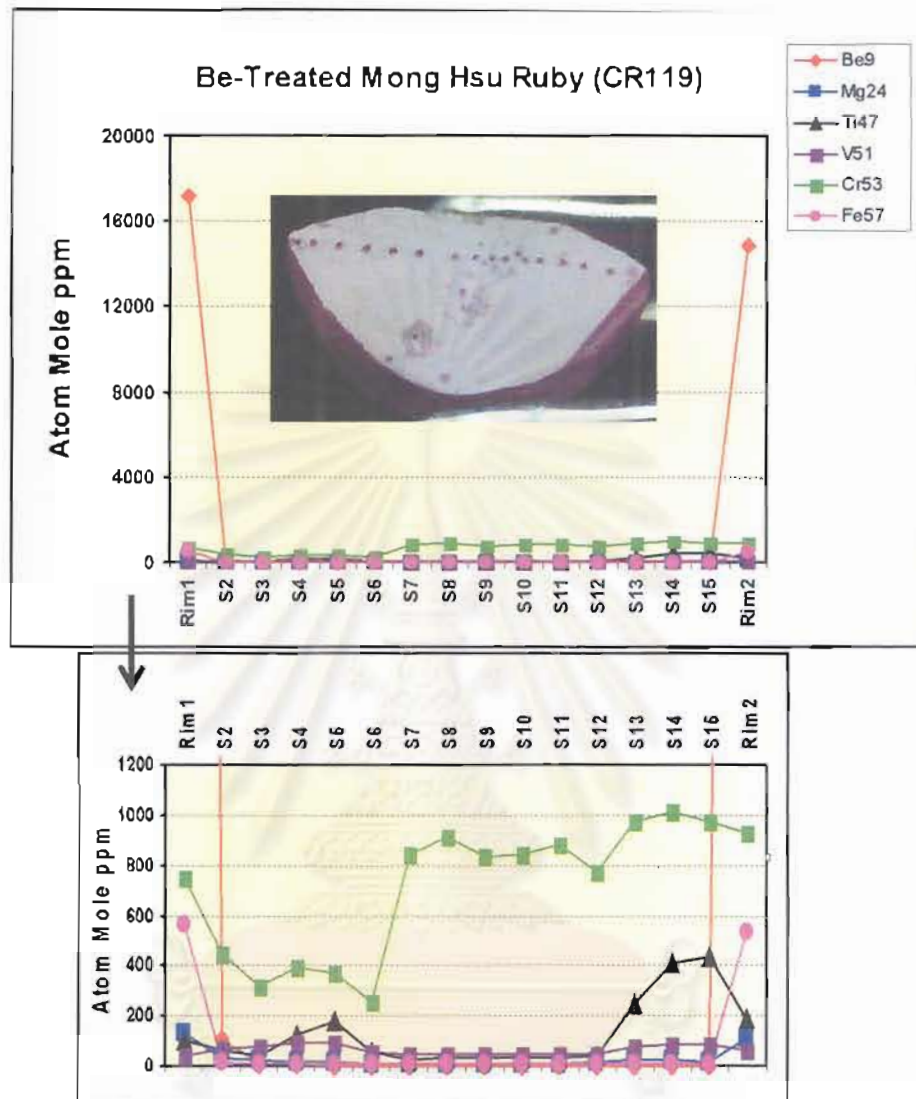 Be-Treated Mong Hsu Ruby (CR119)
Be9
Mg24
Ti47
V51
Cr53
Fe57
Atom Mole ppm
20000
16000
12000
8000
4000
0
Rim1
S2
S3
S4
S5
S6
S7
S8
S9
S10
S11
S12
S13
S14
S15
Rim2
Rim1
S2
S3
S4
S5
S6
S7
S8
S9
S10
S11
S12
S13
S14
S15
Rim2
Atom Mole ppm
1200
1000
800
600
400
200
0